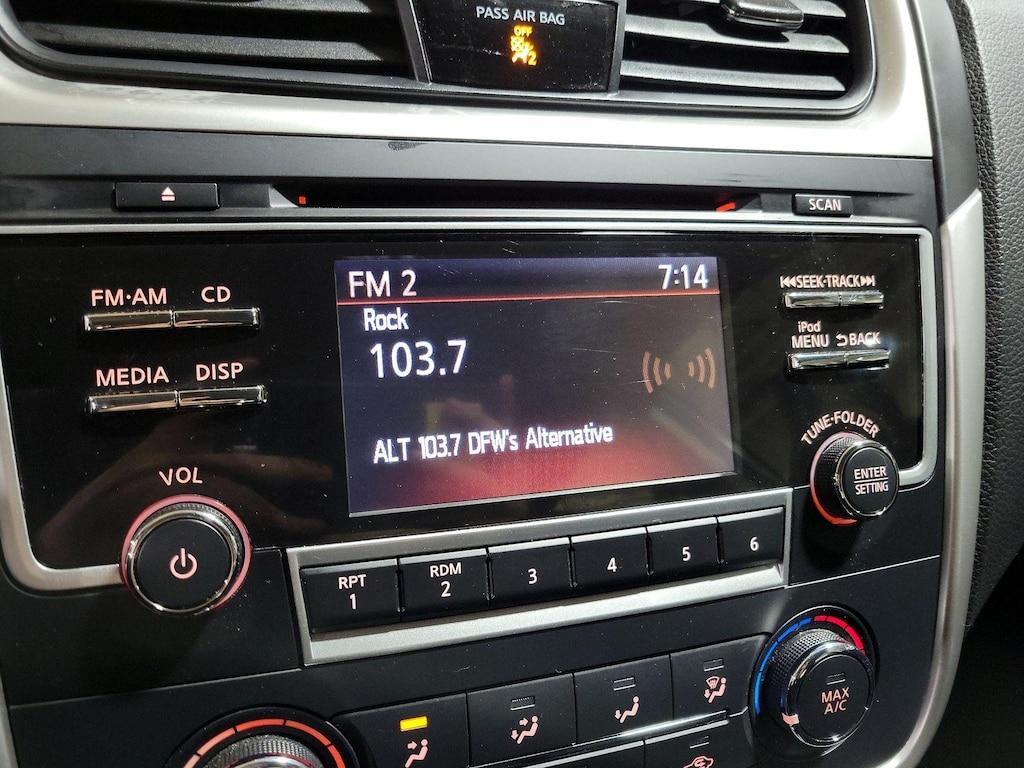 PASS AIR BAG
OFF
2
SCAN
FM·AM CD
FM 2 7:14
SEEK·TRACK
Rock
103.7
iPod
MENU BACK
MEDIA DISP
ALT 103.7 DFW's Alternative
TUNE·FOLDER
ENTER
SETTING
VOL
RPT
1
RDM
2
3
4
5
6
MAX
A/C